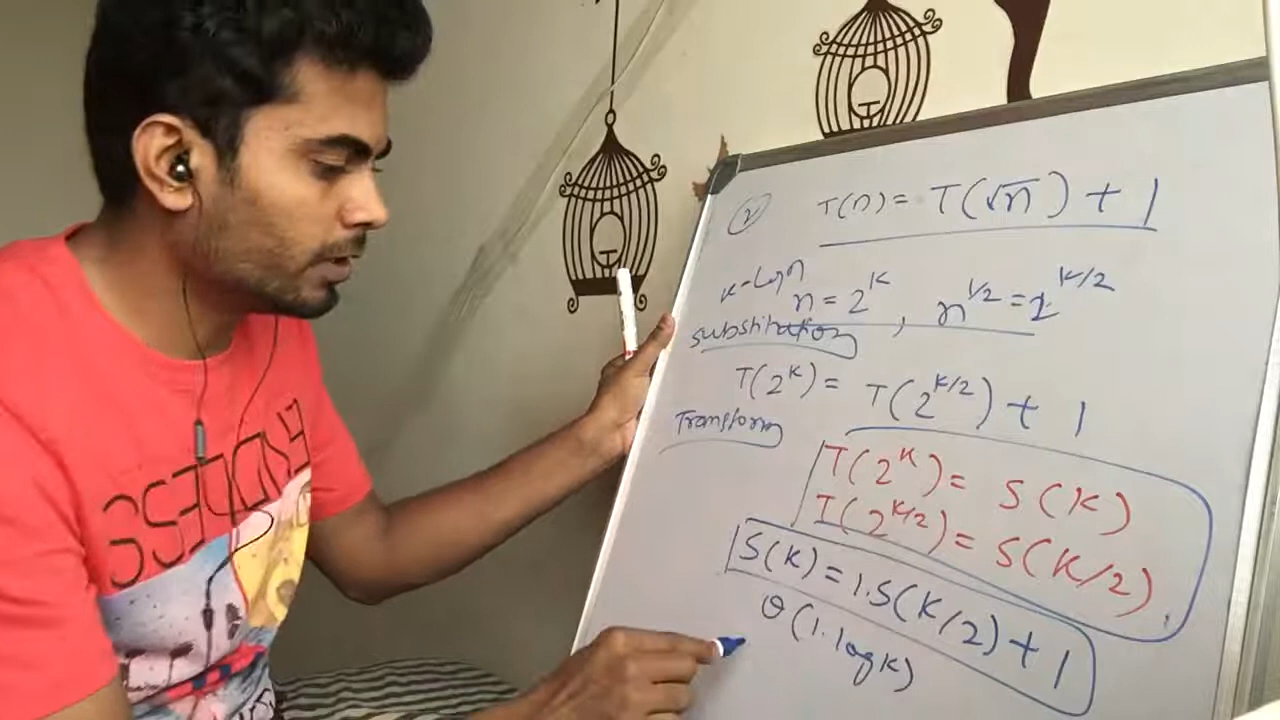 ② T(n) = T(√n) + 1
K = Log n
n = 2^K , n^1/2 = 2^K/2
substitution
T(2^K) = T(2^K/2) + 1
Transform
T(2^K) = S(K)
T(2^K/2) = S(K/2)
S(K) = 1.S(K/2) + 1
θ(1.log K)